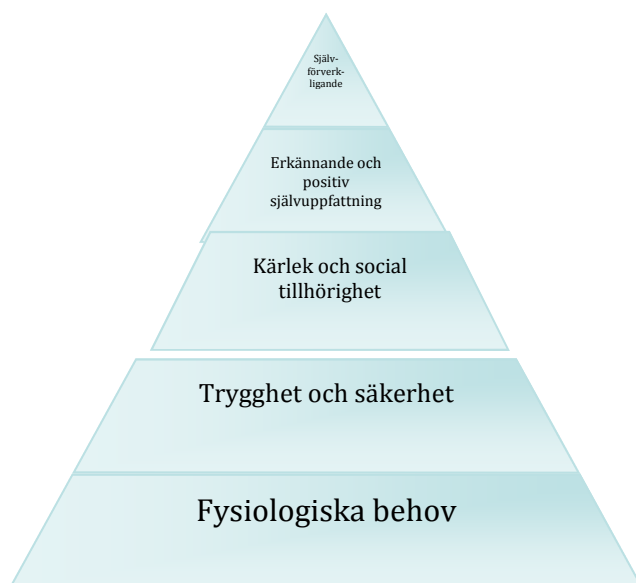 Själv-
förverk-
ligande
Erkännande och
positiv
självuppfattning
Kärlek och social
tillhörighet
Trygghet och säkerhet
Fysiologiska behov